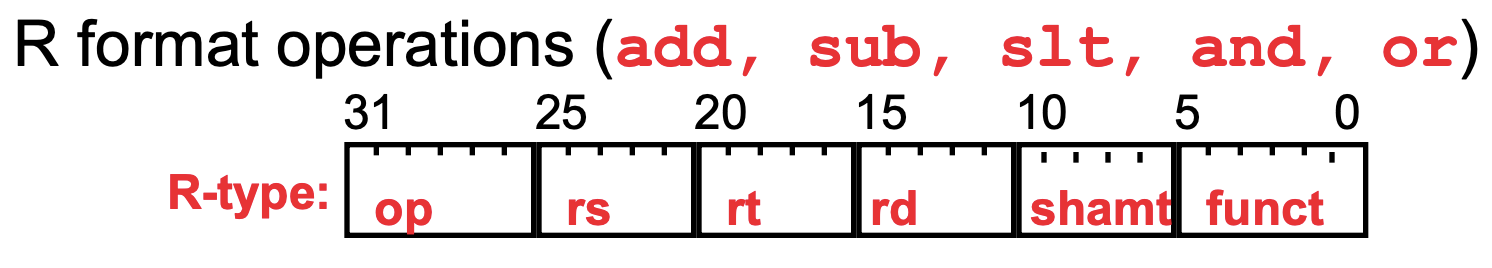 R format operations (add, sub, slt, and, or)
31 25 20 15 10 5 0
R-type: op rs rt rd shamt funct